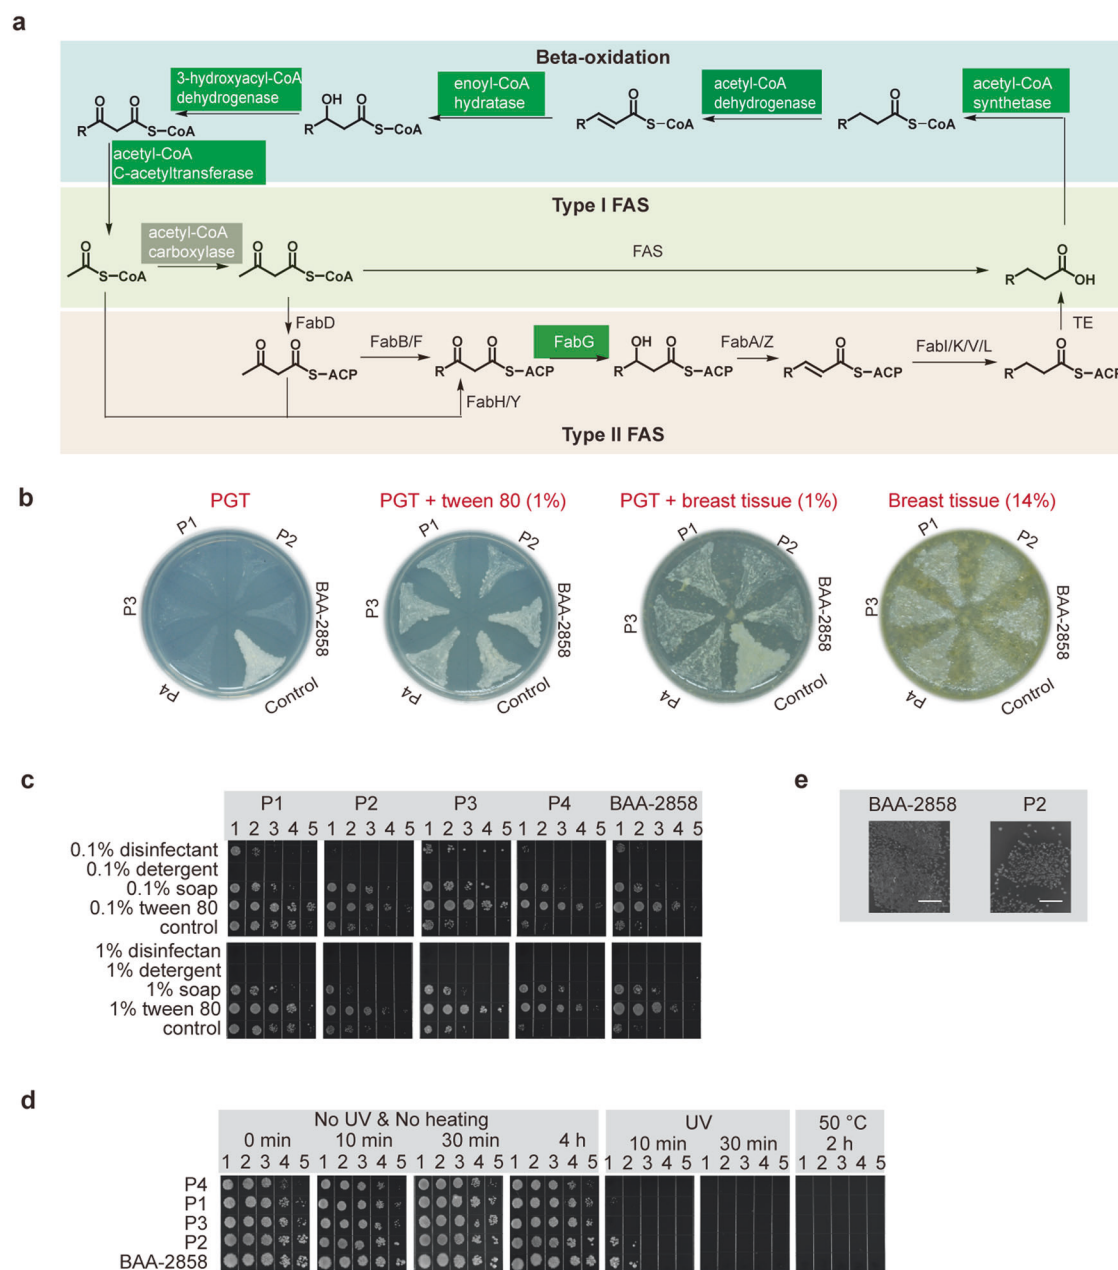 a
Beta-oxidation
3-hydroxyacyl-CoA
dehydrogenase
enoyl-CoA
hydratase
acetyl-CoA
dehydrogenase
acetyl-CoA
synthetase
O O
R S-CoA
OH O
R S-CoA
O
R S-CoA
O
R S-CoA
acetyl-CoA
C-acetyltransferase
Type I FAS
acetyl-CoA
carboxylase
O
S-CoA
O O
S-CoA
FAS
O
R OH
FabD
TE
O O
S-ACP
FabB/F
O O
R S-ACP
FabG
OH O
R S-ACP
FabA/Z
O
R S-ACP
FabI/K/V/L
O
R S-ACP
FabH/Y
Type II FAS
b
PGT
P1
P2
P3
BAA-2858
P4
Control
PGT + tween 80 (1%)
P1
P2
P3
BAA-2858
P4
Control
PGT + breast tissue (1%)
P1
P2
P3
BAA-2858
P4
Control
Breast tissue (14%)
P1
P2
P3
BAA-2858
P4
Control
c
P1 P2 P3 P4 BAA-2858
1 2 3 4 5 1 2 3 4 5 1 2 3 4 5 1 2 3 4 5 1 2 3 4 5
0.1% disinfectant
0.1% detergent
0.1% soap
0.1% tween 80
control
1% disinfectan
1% detergent
1% soap
1% tween 80
control
e
BAA-2858 P2
d
No UV & No heating UV 50 °C
0 min 10 min 30 min 4 h 10 min 30 min 2 h
1 2 3 4 5 1 2 3 4 5 1 2 3 4 5 1 2 3 4 5 1 2 3 4 5 1 2 3 4 5 1 2 3 4 5
P4
P1
P3
P2
BAA-2858